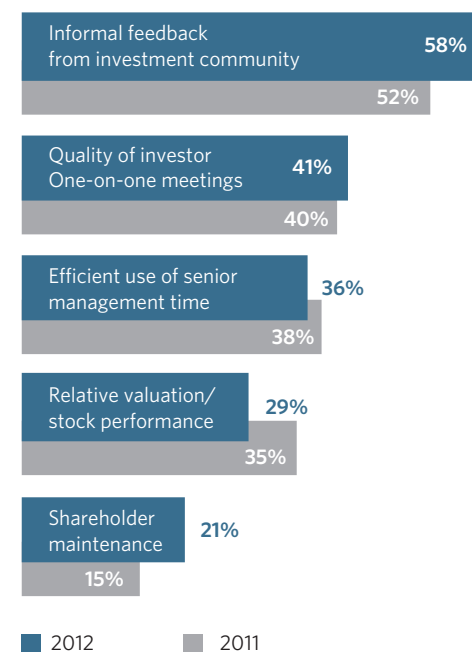 Informal feedback
from investment community
58%
52%
Quality of investor
One-on-one meetings
41%
40%
Efficient use of senior
management time
36%
38%
Relative valuation/
stock performance
29%
35%
Shareholder
maintenance
21%
15%
2012
2011